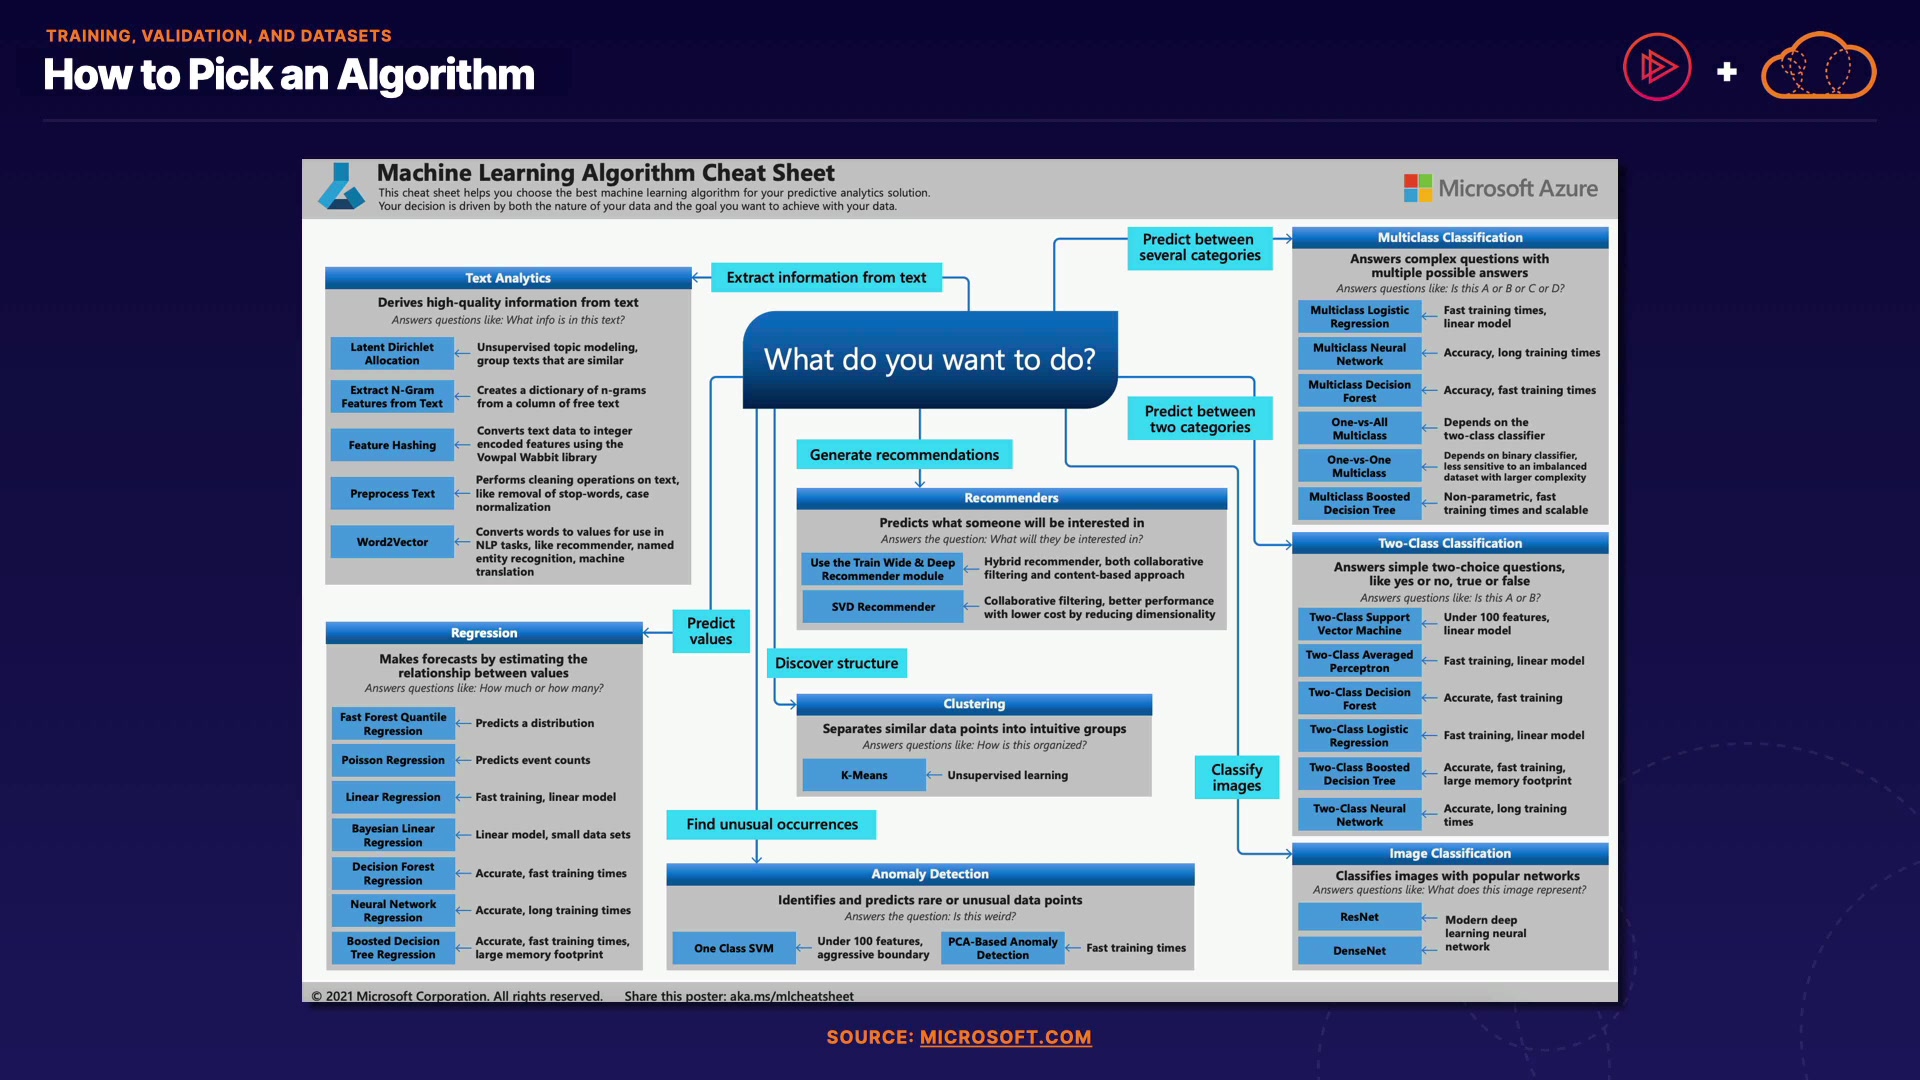 TRAINING, VALIDATION, AND DATASETS
How to Pick an Algorithm
+
Machine Learning Algorithm Cheat Sheet
This cheat sheet helps you choose the best machine learning algorithm for your predictive analytics solution.
Your decision is driven by both the nature of your data and the goal you want to achieve with your data.
Microsoft Azure
What do you want to do?
Extract information from text
Text Analytics
Derives high-quality information from text
Answers questions like: What info is in this text?
Latent Dirichlet
Allocation
Unsupervised topic modeling,
group texts that are similar
Extract N-Gram
Features from Text
Creates a dictionary of n-grams
from a column of free text
Feature Hashing
Converts text data to integer
encoded features using the
Vowpal Wabbit library
Preprocess Text
Performs cleaning operations on text,
like removal of stop-words, case
normalization
Word2Vector
Converts words to values for use in
NLP tasks, like recommender, named
entity recognition, machine
translation
Predict
values
Regression
Makes forecasts by estimating the
relationship between values
Answers questions like: How much or how many?
Fast Forest Quantile
Regression
Predicts a distribution
Poisson Regression
Predicts event counts
Linear Regression
Fast training, linear model
Bayesian Linear
Regression
Linear model, small data sets
Decision Forest
Regression
Accurate, fast training times
Neural Network
Regression
Accurate, long training times
Boosted Decision
Tree Regression
Accurate, fast training times,
large memory footprint
Generate recommendations
Recommenders
Predicts what someone will be interested in
Answers the question: What will they be interested in?
Use the Train Wide & Deep
Recommender module
Hybrid recommender, both collaborative
filtering and content-based approach
SVD Recommender
Collaborative filtering, better performance
with lower cost by reducing dimensionality
Discover structure
Clustering
Separates similar data points into intuitive groups
Answers questions like: How is this organized?
K-Means
Unsupervised learning
Find unusual occurrences
Anomaly Detection
Identifies and predicts rare or unusual data points
Answers the question: Is this weird?
One Class SVM
Under 100 features,
aggressive boundary
PCA-Based Anomaly
Detection
Fast training times
Predict between
several categories
Multiclass Classification
Answers complex questions with
multiple possible answers
Answers questions like: Is this A or B or C or D?
Multiclass Logistic
Regression
Fast training times,
linear model
Multiclass Neural
Network
Accuracy, long training times
Multiclass Decision
Forest
Accuracy, fast training times
One-vs-All
Multiclass
Depends on the
two-class classifier
One-vs-One
Multiclass
Depends on binary classifier,
less sensitive to an imbalanced
dataset with larger complexity
Multiclass Boosted
Decision Tree
Non-parametric, fast
training times and scalable
Predict between
two categories
Two-Class Classification
Answers simple two-choice questions,
like yes or no, true or false
Answers questions like: Is this A or B?
Two-Class Support
Vector Machine
Under 100 features,
linear model
Two-Class Averaged
Perceptron
Fast training, linear model
Two-Class Decision
Forest
Accurate, fast training
Two-Class Logistic
Regression
Fast training, linear model
Two-Class Boosted
Decision Tree
Accurate, fast training,
large memory footprint
Two-Class Neural
Network
Accurate, long training
times
Classify
images
Image Classification
Classifies images with popular networks
Answers questions like: What does this image represent?
ResNet
DenseNet
Modern deep
learning neural
network
© 2021 Microsoft Corporation. All rights reserved. Share this poster: aka.ms/mlcheatsheet
SOURCE: MICROSOFT.COM